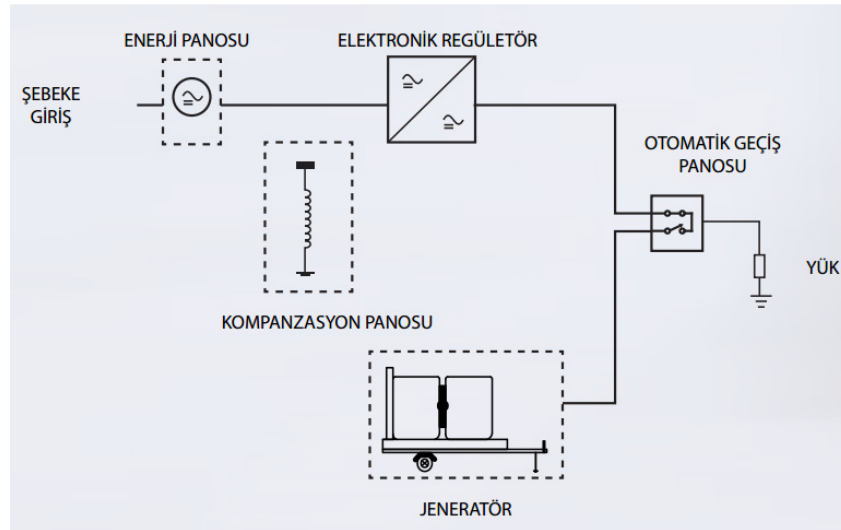 ENERJİ PANOSU
ELEKTRONİK REGÜLETÖR
ŞEBEKE
GİRİŞ
OTOMATİK GEÇİŞ
PANOSU
YÜK
KOMPANZASYON PANOSU
JENERATÖR